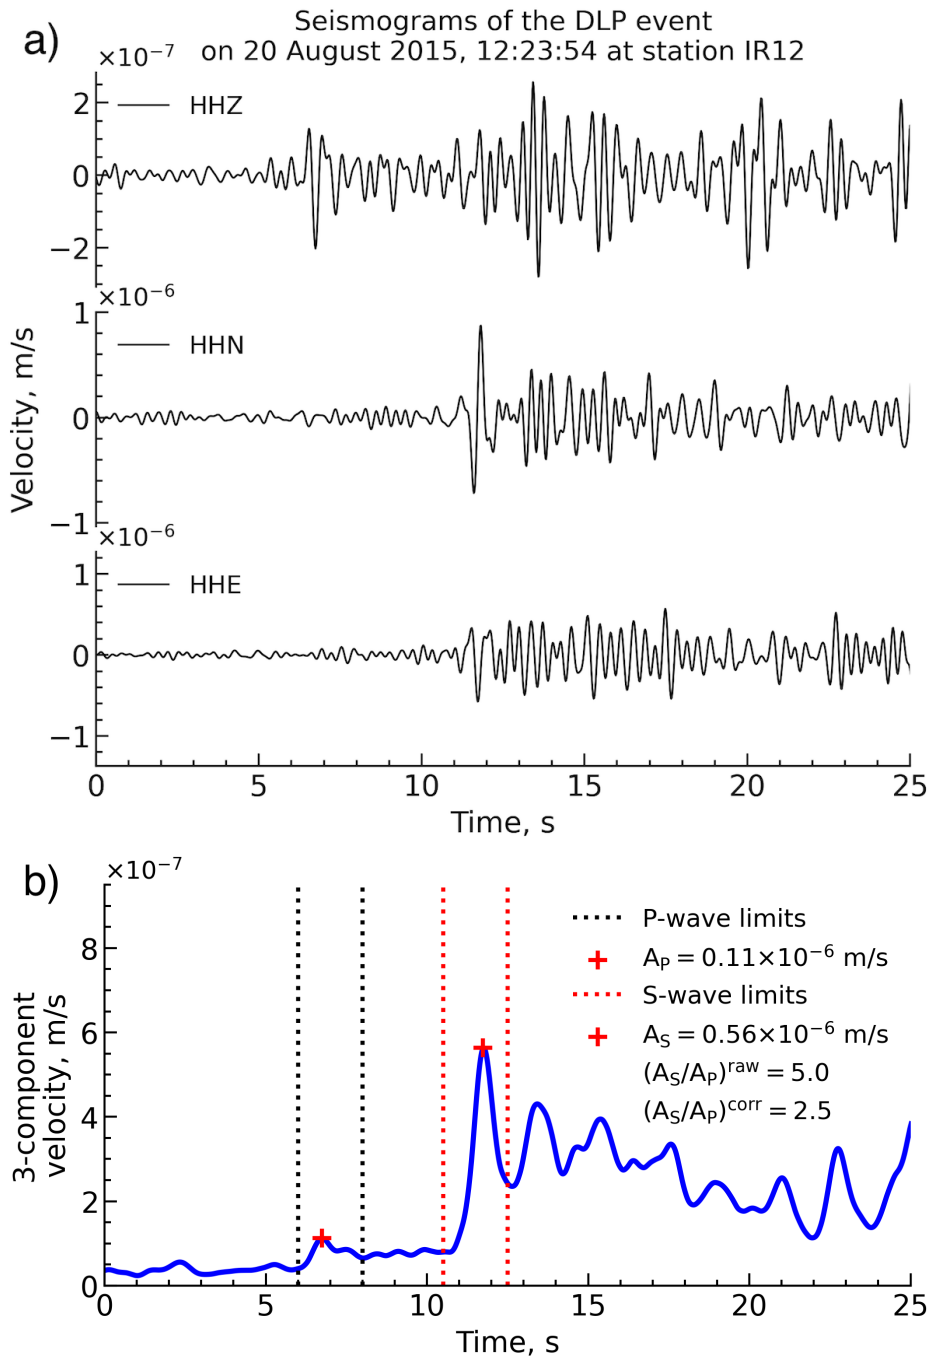 a)
Seismograms of the DLP event
on 20 August 2015, 12:23:54 at station IR12
×10⁻⁷
HHZ
2
0
−2
×10⁻⁶
1
HHN
0
−1
Velocity, m/s
×10⁻⁶
1
HHE
0
−1
0 5 10 15 20 25
Time, s
b)
×10⁻⁷
P-wave limits
A_P = 0.11×10⁻⁶ m/s
S-wave limits
A_S = 0.56×10⁻⁶ m/s
(A_S/A_P)^raw = 5.0
(A_S/A_P)^corr = 2.5
8
6
4
2
0
3-component
velocity, m/s
0 5 10 15 20 25
Time, s